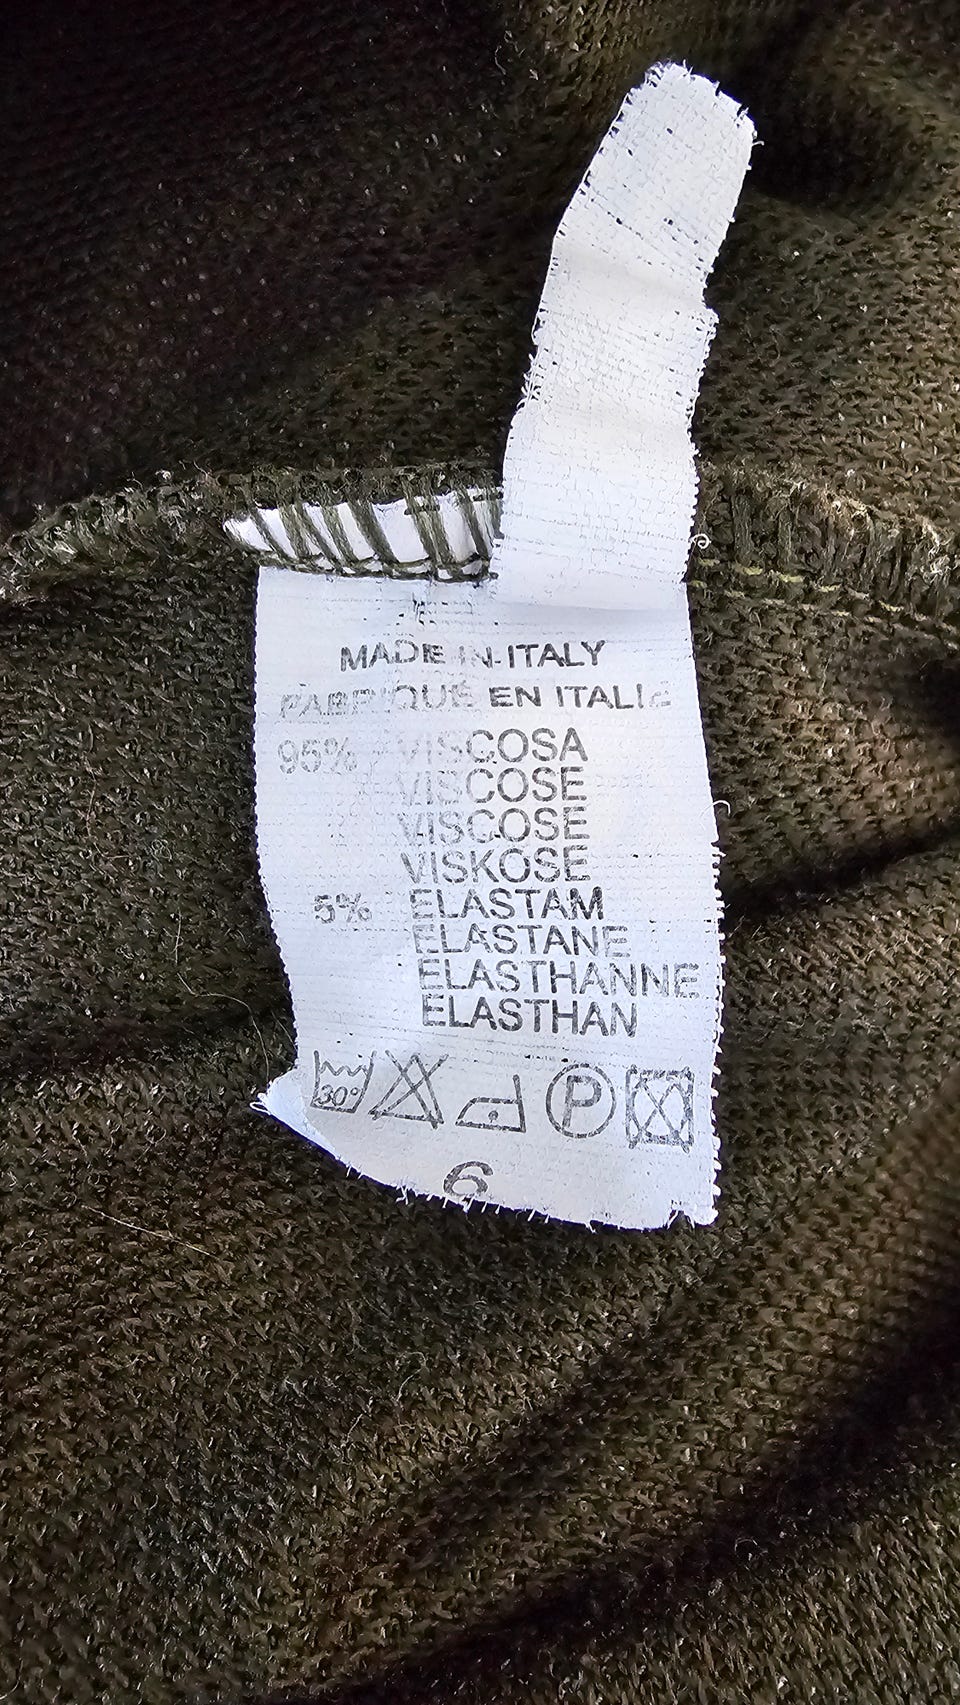 MADE IN ITALY
FABRIQUÉ EN ITALIE
95% VISCOSA
VISCOSE
VISCOSE
VISKOSE
5% ELASTAM
ELASTANE
ELASTHANNE
ELASTHAN
30° P
6